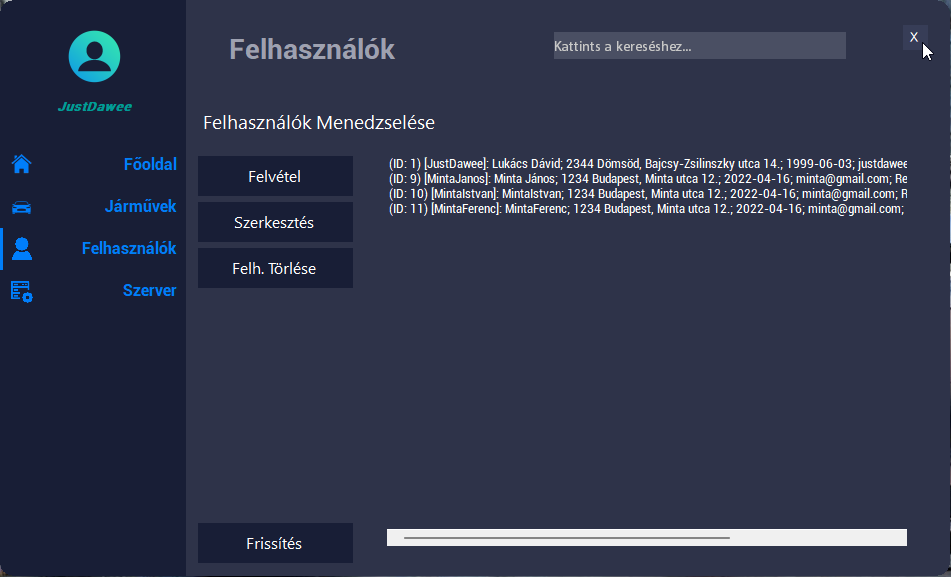 Felhasználók
Kattints a kereséshez...
X
JustDawee
Főoldal
Járművek
Felhasználók
Szerver
Felhasználók Menedzselése
Felvétel
Szerkesztés
Felh. Törlése
Frissítés
(ID: 1) [JustDawee]: Lukács Dávid; 2344 Dömsöd, Bajcsy-Zsilinszky utca 14.; 1999-06-03; justdawee
(ID: 9) [MintaJanos]: Minta János; 1234 Budapest, Minta utca 12.; 2022-04-16; minta@gmail.com; Re
(ID: 10) [MintaIstvan]: MintaIstvan; 1234 Budapest, Minta utca 12.; 2022-04-16; minta@gmail.com; R
(ID: 11) [MintaFerenc]: MintaFerenc; 1234 Budapest, Minta utca 12.; 2022-04-16; minta@gmail.com;